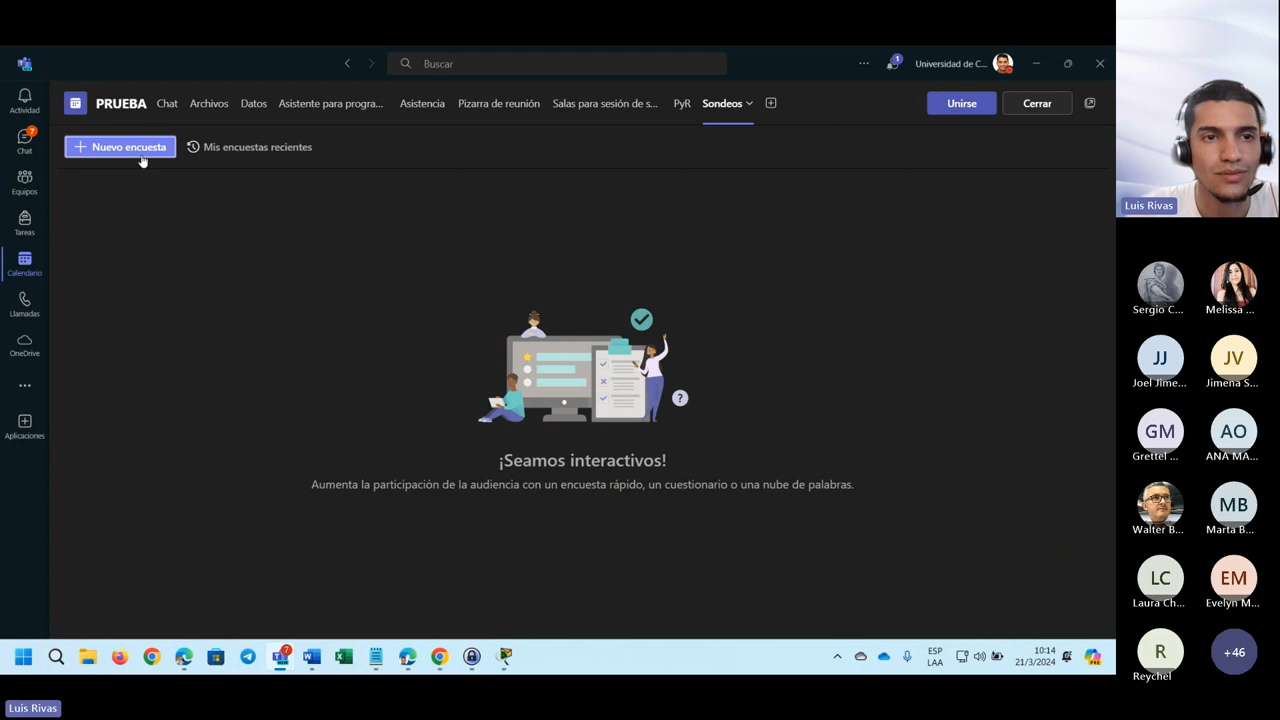 Buscar
1
Universidad de C...
Actividad
PRUEBA
Chat
Archivos
Datos
Asistente para progra...
Asistencia
Pizarra de reunión
Salas para sesión de s...
PyR
Sondeos
Unirse
Cerrar
7
Chat
Nuevo encuesta
Mis encuestas recientes
Equipos
Tareas
Calendario
Llamadas
OneDrive
Aplicaciones
?
¡Seamos interactivos!
Aumenta la participación de la audiencia con un encuesta rápido, un cuestionario o una nube de palabras.
Luis Rivas
Sergio C...
Melissa ...
JJ
JV
Joel Jime...
Jimena S...
GM
AO
Grettel ...
ANA MA...
MB
Walter B...
Marta B...
LC
EM
Laura Ch...
Evelyn M...
R
+46
Reychel
7
ESP
LAA
10:14
21/3/2024
PRE
Luis Rivas